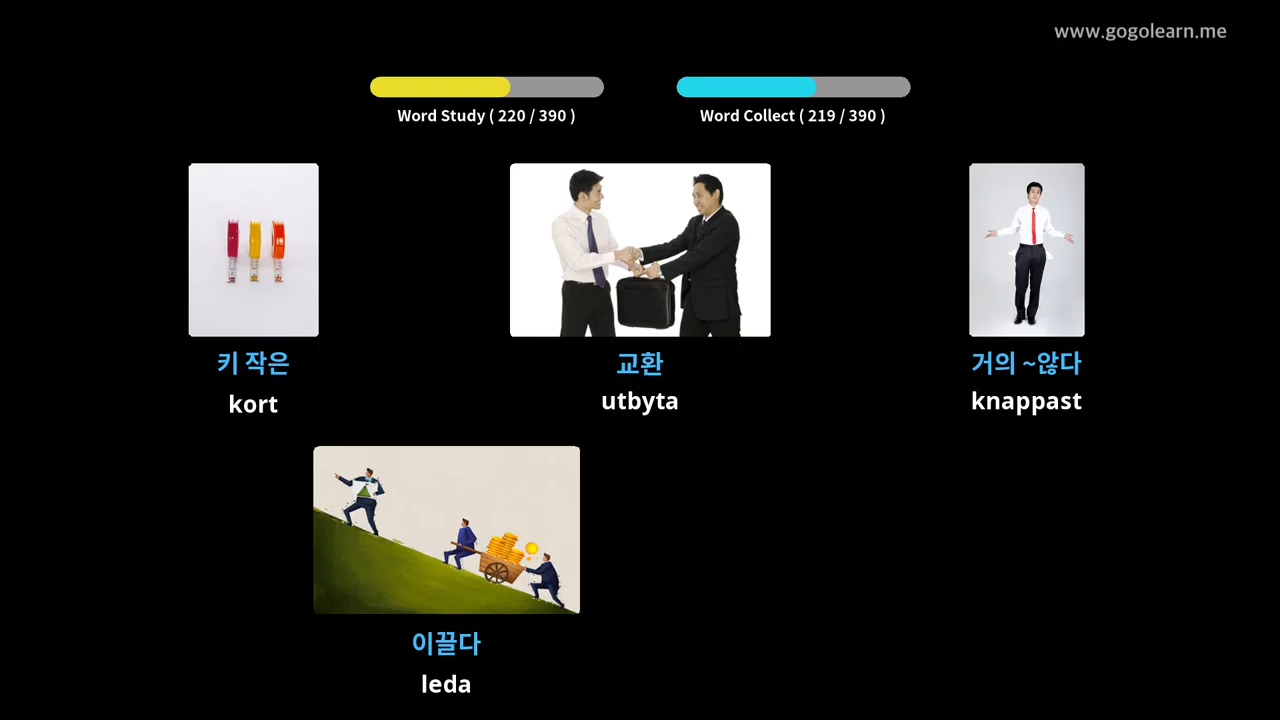 www.gogolearn.me
Word Study ( 220 / 390 )
Word Collect ( 219 / 390 )
키 작은
kort
교환
utbyta
거의 ~않다
knappast
이끌다
leda